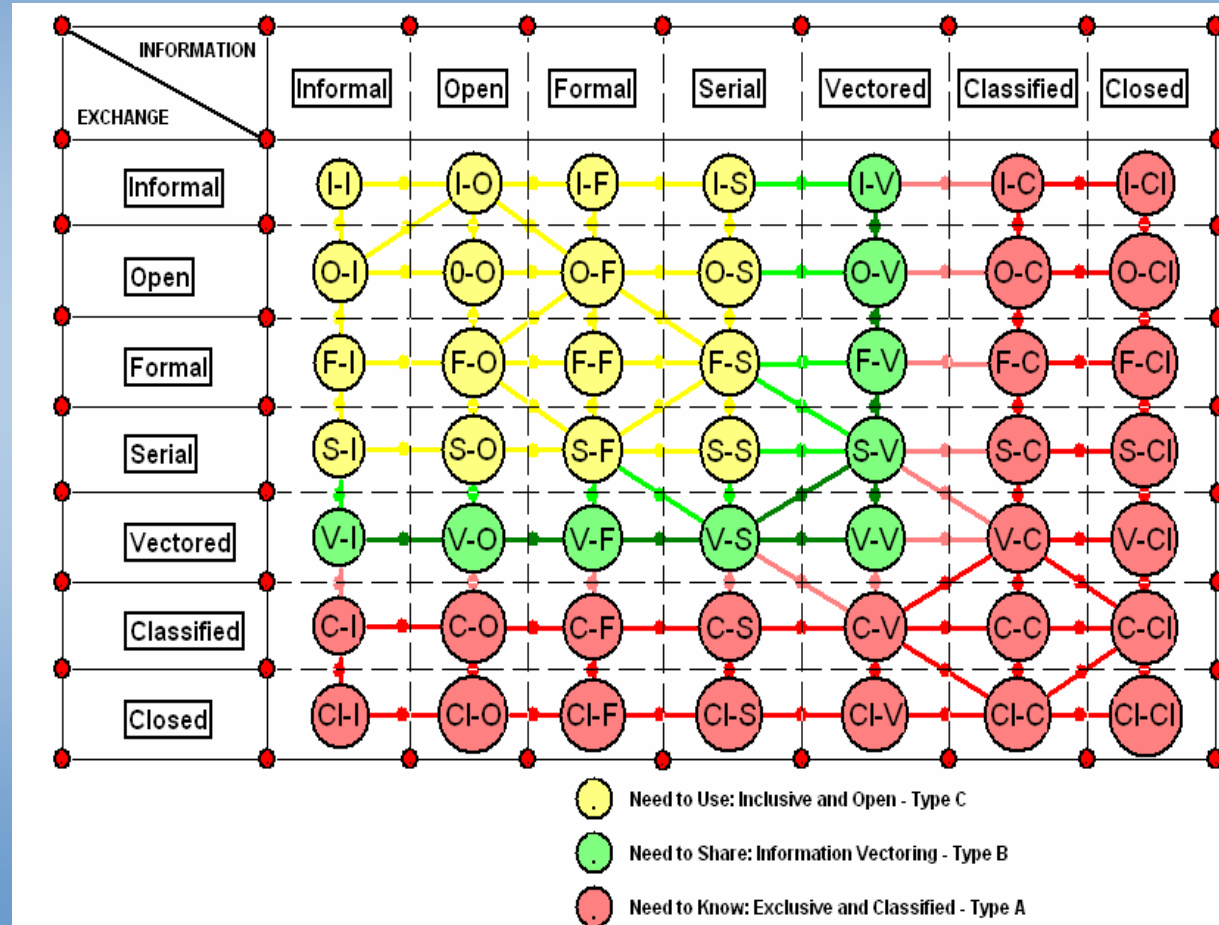 INFORMATION
EXCHANGE
Informal Open Formal Serial Vectored Classified Closed
Informal I-I I-O I-F I-S I-V I-C I-Cl
Open O-I 0-O O-F O-S O-V O-C O-Cl
Formal F-I F-O F-F F-S F-V F-C F-Cl
Serial S-I S-O S-F S-S S-V S-C S-Cl
Vectored V-I V-O V-F V-S V-V V-C V-Cl
Classified C-I C-O C-F C-S C-V C-C C-Cl
Closed Cl-I Cl-O Cl-F Cl-S Cl-V Cl-C Cl-Cl
Need to Use: Inclusive and Open - Type C
Need to Share: Information Vectoring - Type B
Need to Know: Exclusive and Classified - Type A